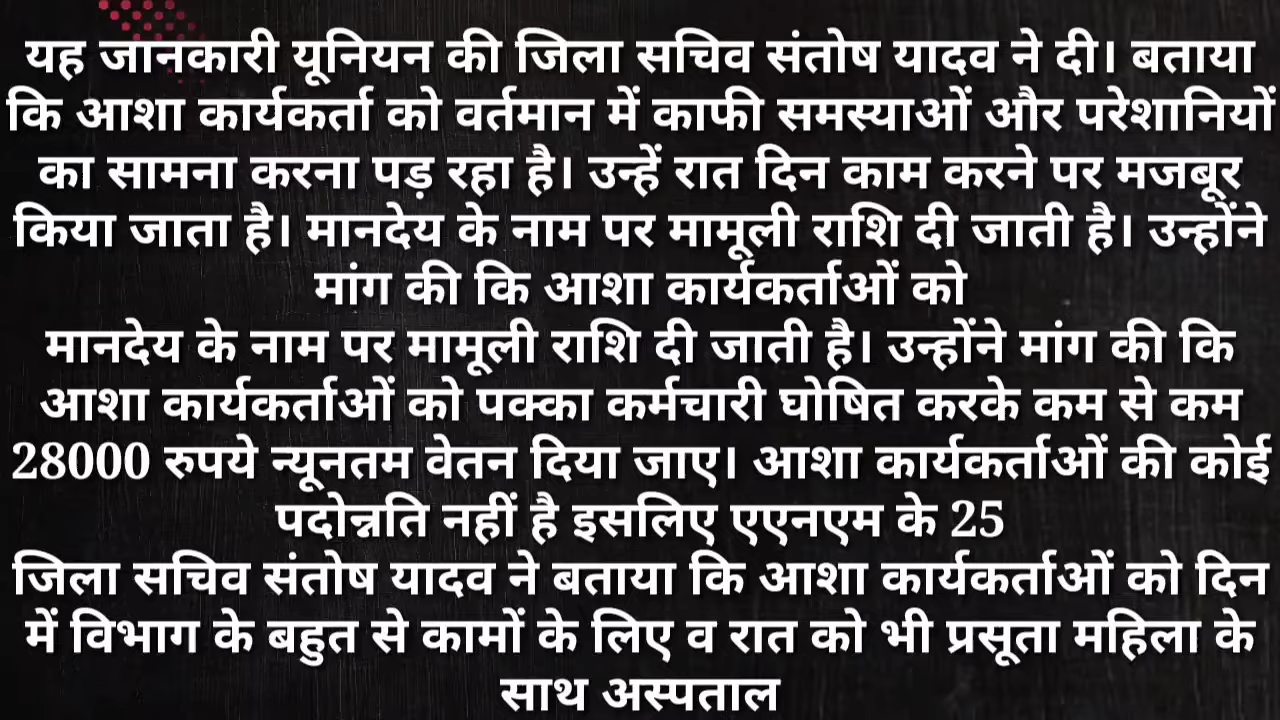 यह जानकारी यूनियन की जिला सचिव संतोष यादव ने दी। बताया
कि आशा कार्यकर्ता को वर्तमान में काफी समस्याओं और परेशानियों
का सामना करना पड़ रहा है। उन्हें रात दिन काम करने पर मजबूर
किया जाता है। मानदेय के नाम पर मामूली राशि दी जाती है। उन्होंने
मांग की कि आशा कार्यकर्ताओं को
मानदेय के नाम पर मामूली राशि दी जाती है। उन्होंने मांग की कि
आशा कार्यकर्ताओं को पक्का कर्मचारी घोषित करके कम से कम
28000 रुपये न्यूनतम वेतन दिया जाए। आशा कार्यकर्ताओं की कोई
पदोन्नति नहीं है इसलिए एएनएम के 25
जिला सचिव संतोष यादव ने बताया कि आशा कार्यकर्ताओं को दिन
में विभाग के बहुत से कामों के लिए व रात को भी प्रसूता महिला के
साथ अस्पताल